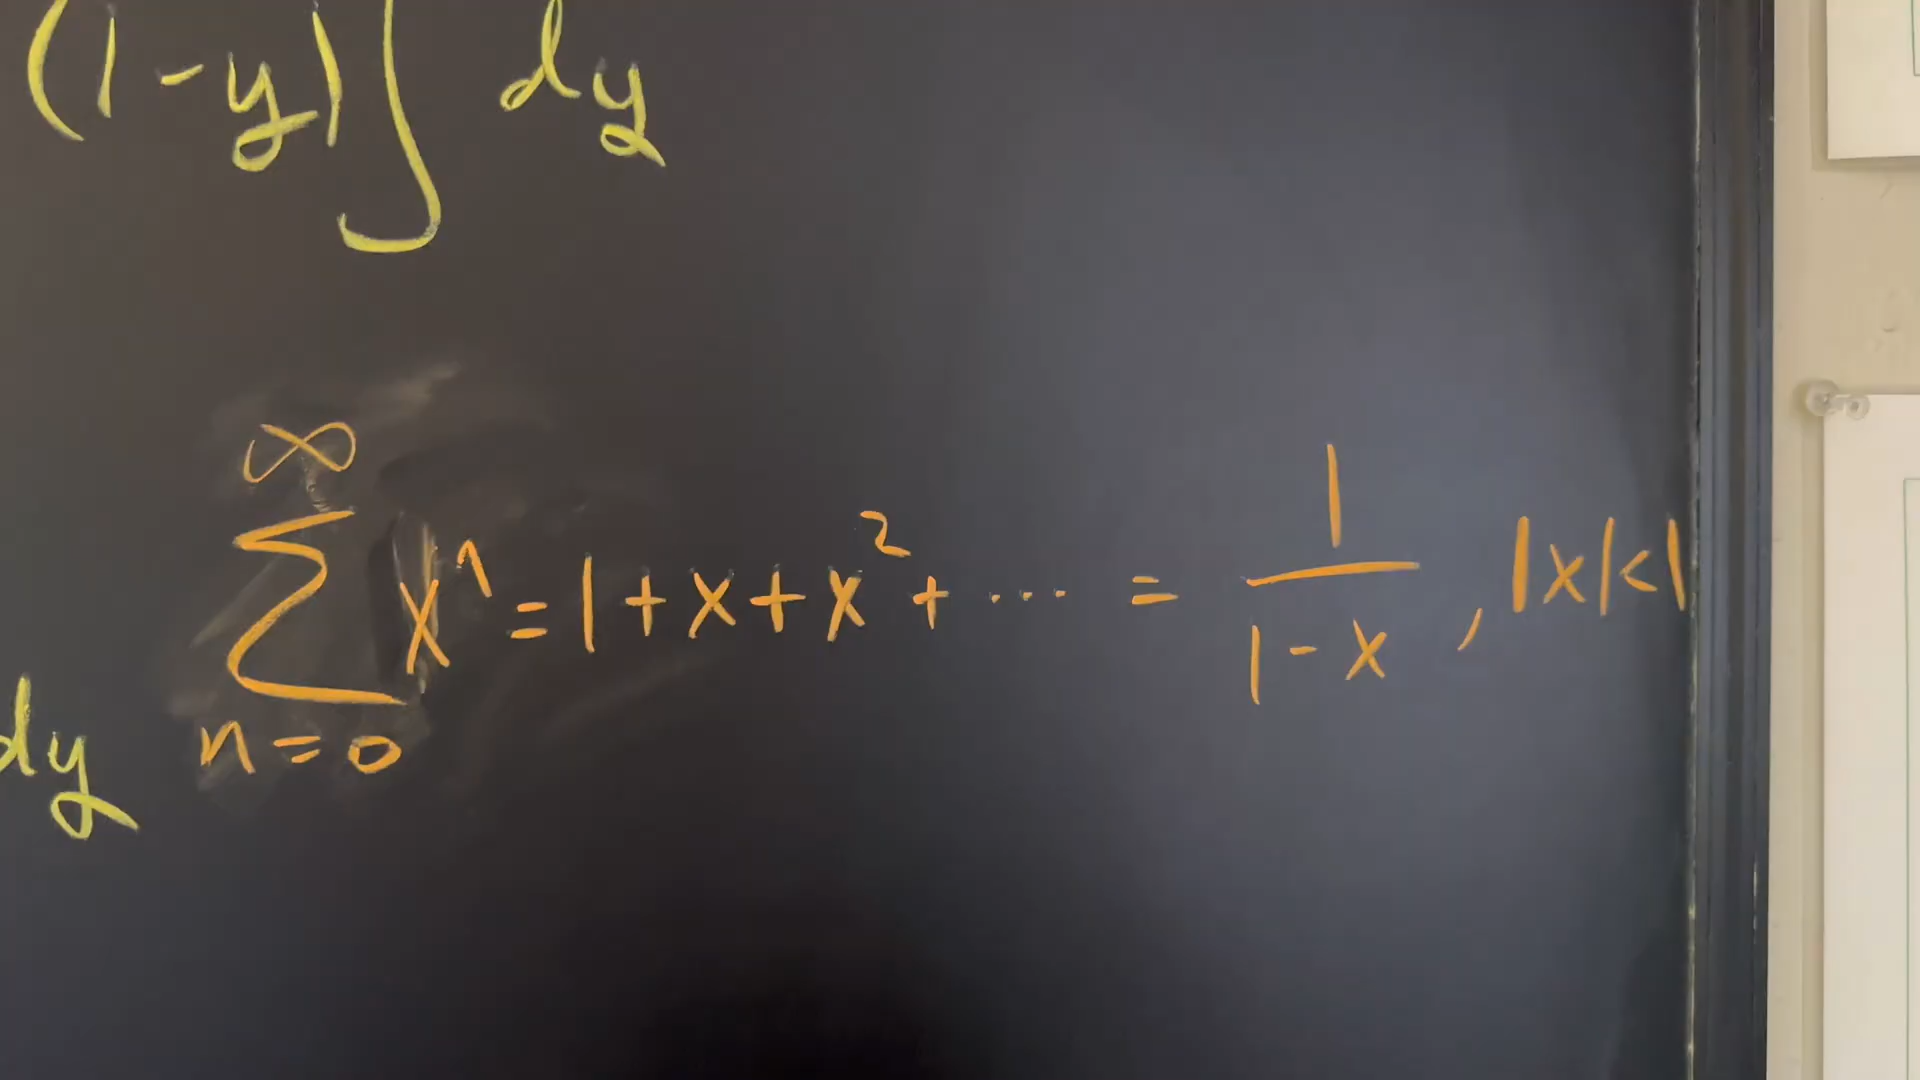 (1-y)∫ dy
∞
∑ xⁿ = 1 + x + x² + ··· = 1/(1-x) , |x|<1
n=0
dy